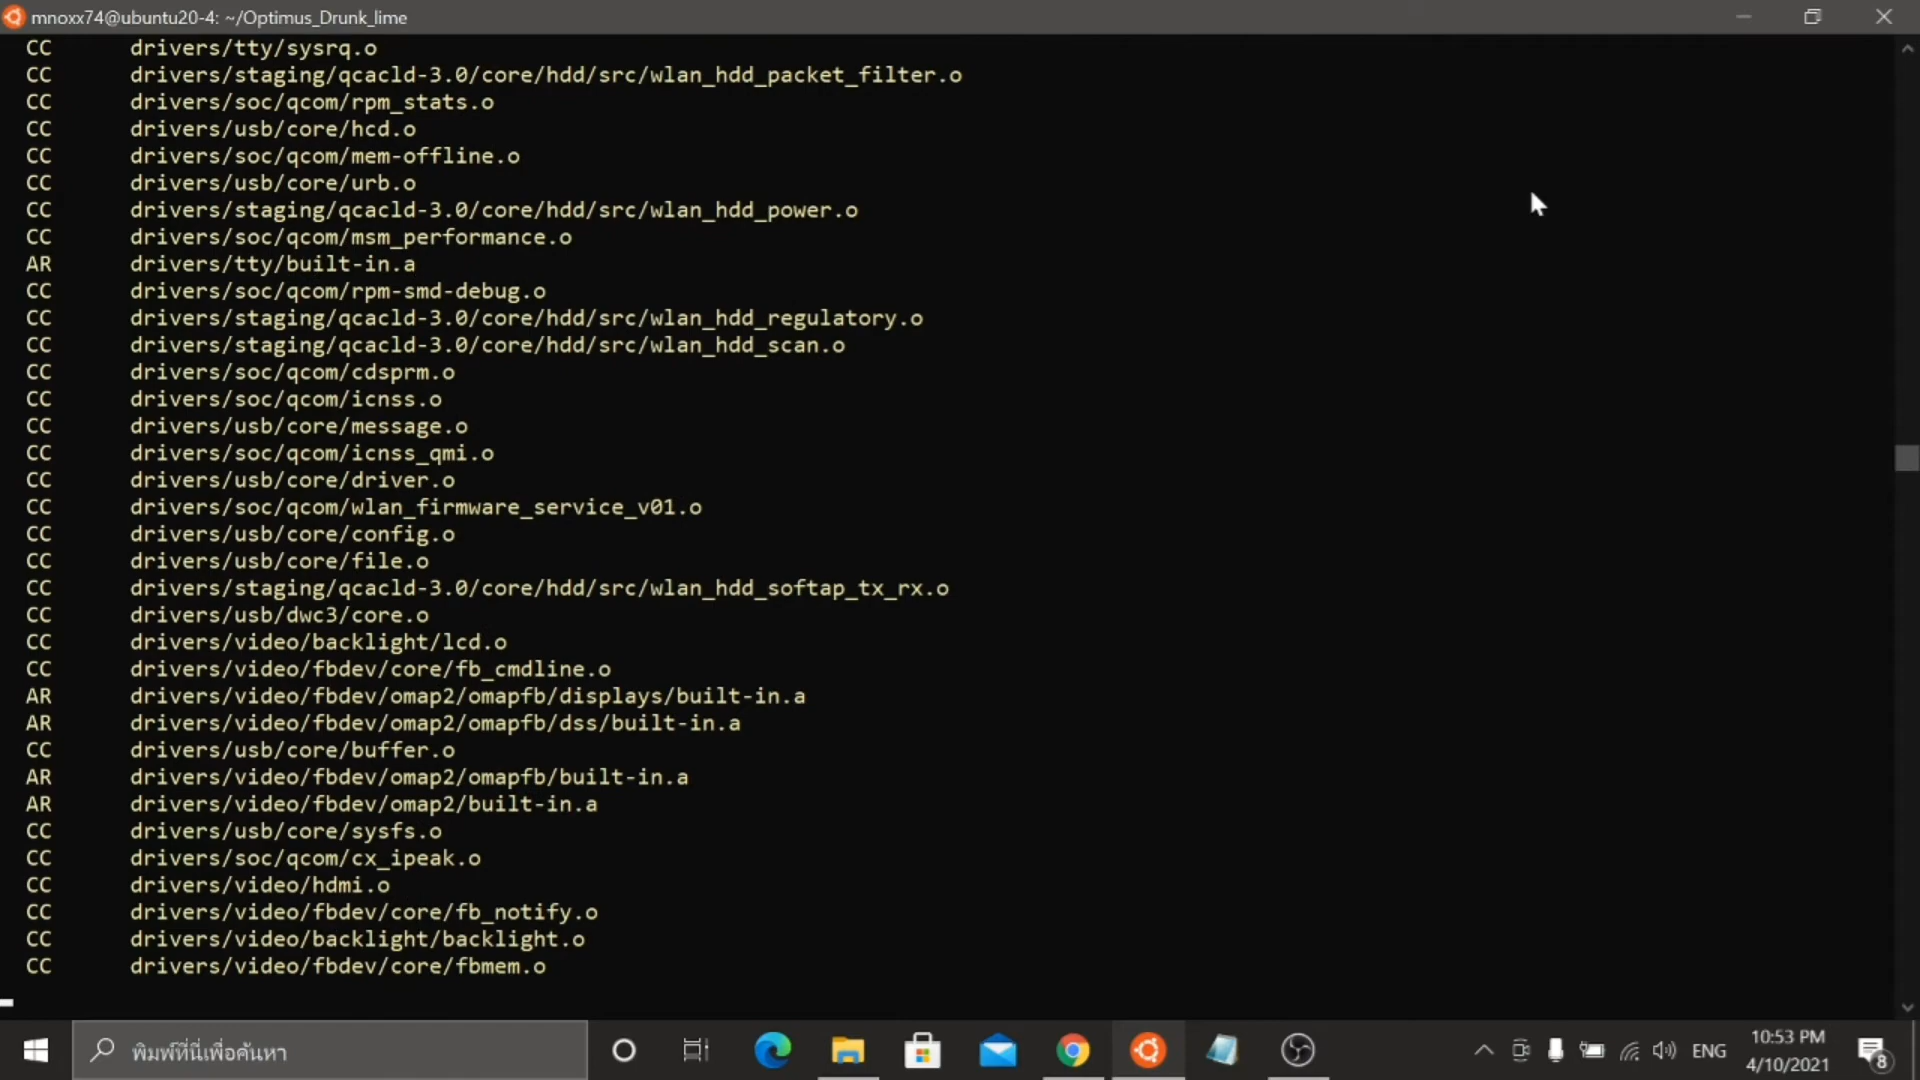 mnoxx74@ubuntu20-4: ~/Optimus_Drunk_lime
CC drivers/tty/sysrq.o
CC drivers/staging/qcacld-3.0/core/hdd/src/wlan_hdd_packet_filter.o
CC drivers/soc/qcom/rpm_stats.o
CC drivers/usb/core/hcd.o
CC drivers/soc/qcom/mem-offline.o
CC drivers/usb/core/urb.o
CC drivers/staging/qcacld-3.0/core/hdd/src/wlan_hdd_power.o
CC drivers/soc/qcom/msm_performance.o
AR drivers/tty/built-in.a
CC drivers/soc/qcom/rpm-smd-debug.o
CC drivers/staging/qcacld-3.0/core/hdd/src/wlan_hdd_regulatory.o
CC drivers/staging/qcacld-3.0/core/hdd/src/wlan_hdd_scan.o
CC drivers/soc/qcom/cdsprm.o
CC drivers/soc/qcom/icnss.o
CC drivers/usb/core/message.o
CC drivers/soc/qcom/icnss_qmi.o
CC drivers/usb/core/driver.o
CC drivers/soc/qcom/wlan_firmware_service_v01.o
CC drivers/usb/core/config.o
CC drivers/usb/core/file.o
CC drivers/staging/qcacld-3.0/core/hdd/src/wlan_hdd_softap_tx_rx.o
CC drivers/usb/dwc3/core.o
CC drivers/video/backlight/lcd.o
CC drivers/video/fbdev/core/fb_cmdline.o
AR drivers/video/fbdev/omap2/omapfb/displays/built-in.a
AR drivers/video/fbdev/omap2/omapfb/dss/built-in.a
CC drivers/usb/core/buffer.o
AR drivers/video/fbdev/omap2/omapfb/built-in.a
AR drivers/video/fbdev/omap2/built-in.a
CC drivers/usb/core/sysfs.o
CC drivers/soc/qcom/cx_ipeak.o
CC drivers/video/hdmi.o
CC drivers/video/fbdev/core/fb_notify.o
CC drivers/video/backlight/backlight.o
CC drivers/video/fbdev/core/fbmem.o
พิมพ์ที่นี่เพื่อค้นหา
ENG
10:53 PM
4/10/2021
8